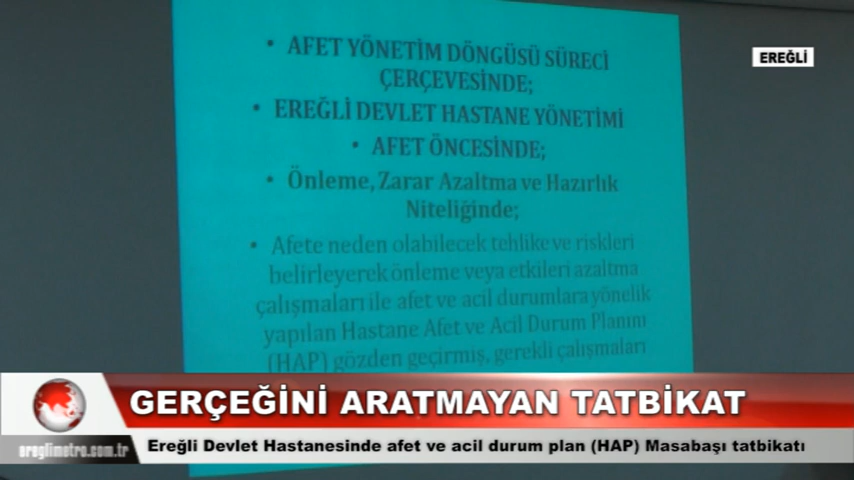 • AFET YÖNETİM DÖNGÜSÜ SÜRECİ
ÇERÇEVESİNDE;
• EREĞLİ DEVLET HASTANE YÖNETİMİ
• AFET ÖNCESİNDE;
• Önleme, Zarar Azaltma ve Hazırlık
Niteliğinde;
• Afete neden olabilecek tehlike ve riskleri
belirleyerek önleme veya etkileri azaltma
çalışmaları ile afet ve acil durumlara yönelik
yapılan Hastane Afet ve Acil Durum Planını
(HAP) gözden geçirmiş, gerekli çalışmaları
EREĞLİ
GERÇEĞİNİ ARATMAYAN TATBİKAT
Ereğli Devlet Hastanesinde afet ve acil durum plan (HAP) Masabaşı tatbikatı
ereglimetro.com.tr